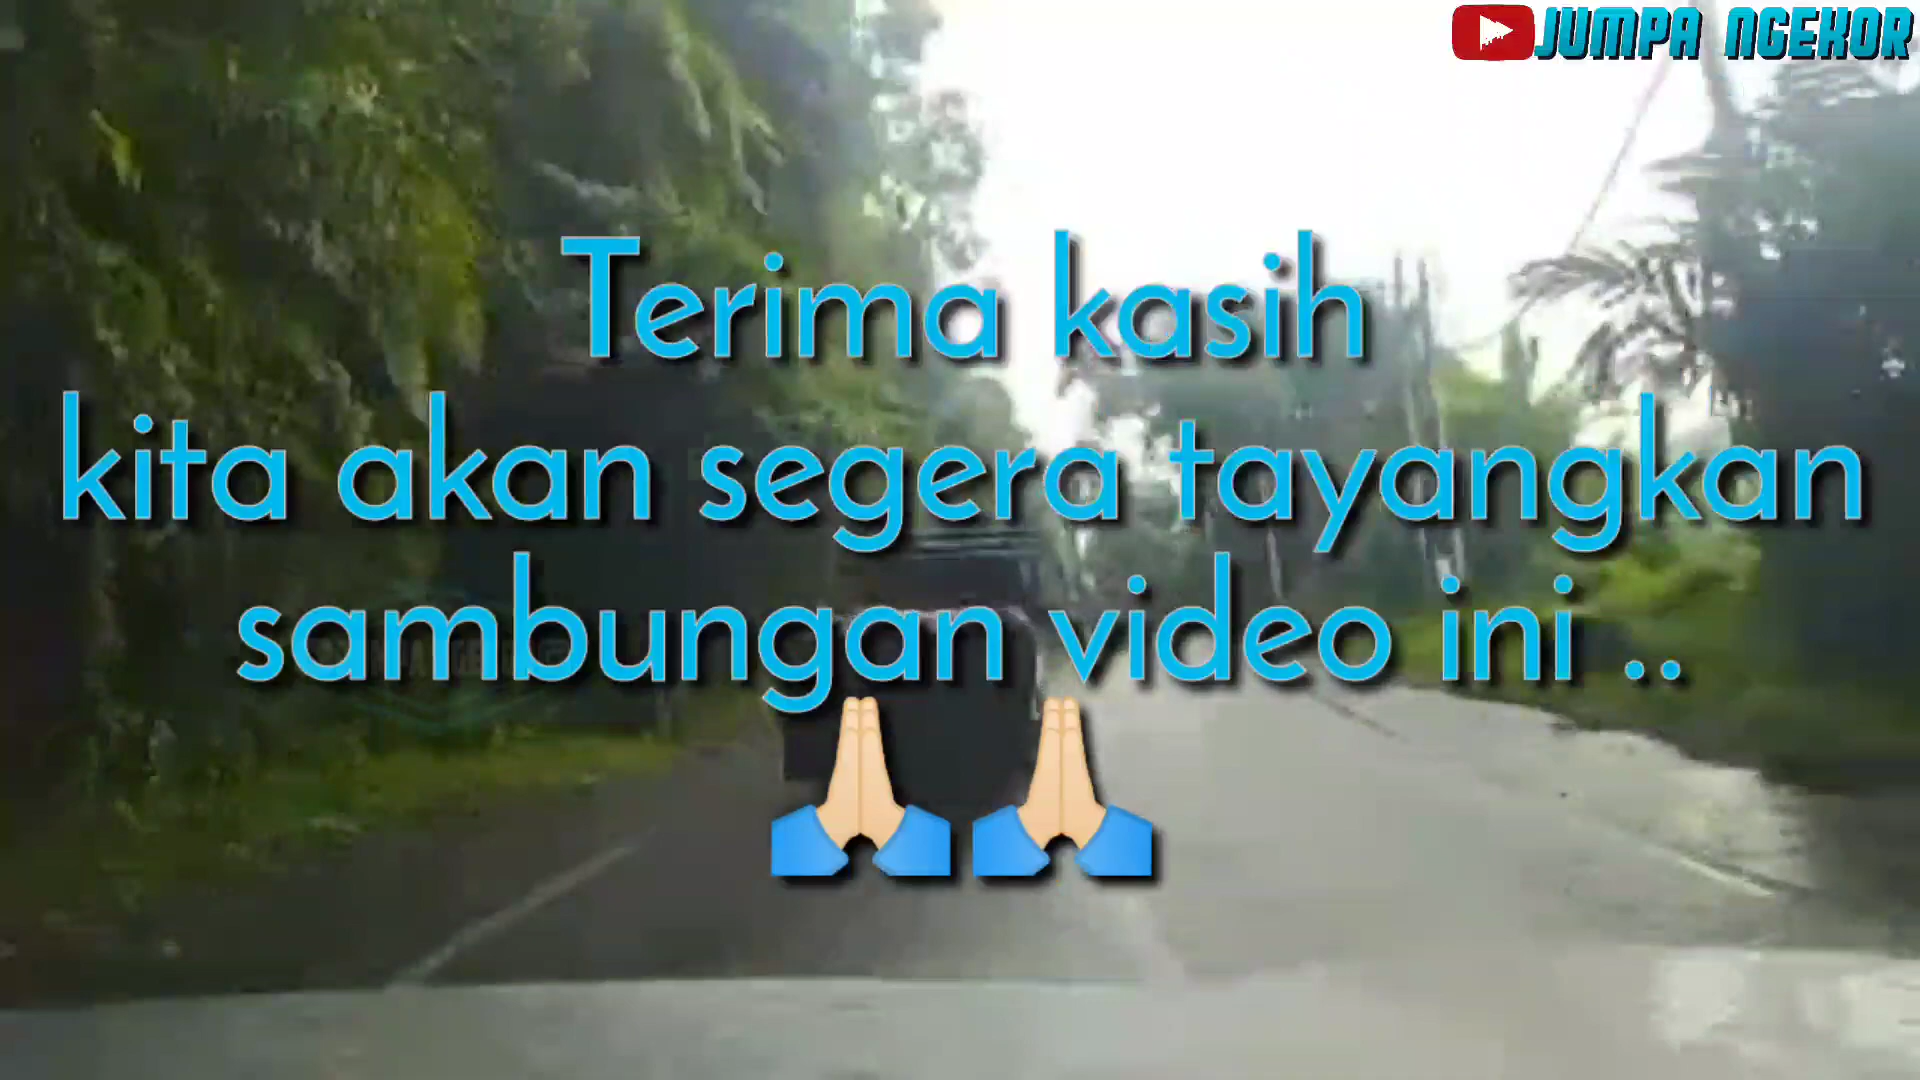 JUMPA NGEKOR
Terima kasih
kita akan segera tayangkan
sambungan video ini ..
🙏🏻🙏🏻